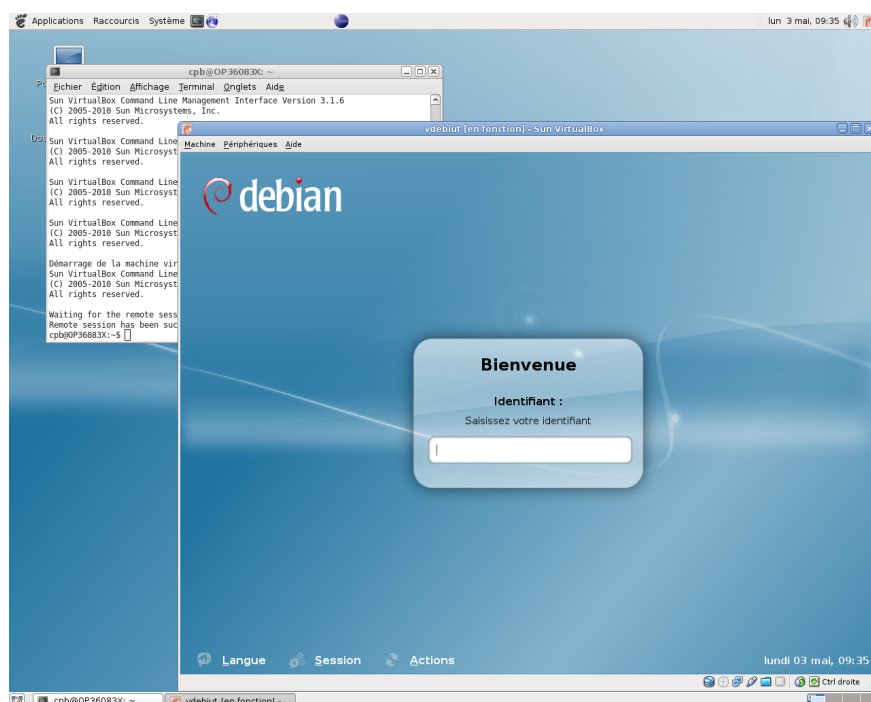 Applications Raccourcis Système
lun 3 mai, 09:35
cpb@OP36083X: ~
Fichier Édition Affichage Terminal Onglets Aide
Sun VirtualBox Command Line Management Interface Version 3.1.6
(C) 2005-2010 Sun Microsystems, Inc.
All rights reserved.
Sun VirtualBox Command Line
(C) 2005-2010 Sun Microsyst
All rights reserved.
Sun VirtualBox Command Line
(C) 2005-2010 Sun Microsyst
All rights reserved.
Sun VirtualBox Command Line
(C) 2005-2010 Sun Microsyst
All rights reserved.
Démarrage de la machine vir
Sun VirtualBox Command Line
(C) 2005-2010 Sun Microsyst
All rights reserved.
Waiting for the remote sess
Remote session has been suc
cpb@OP36083X:~$
vdebiut [en fonction] - Sun VirtualBox
Machine Périphériques Aide
debian
Bienvenue
Identifiant :
Saisissez votre identifiant
Langue Session Actions
lundi 03 mai, 09:35
Ctrl droite
cpb@OP36083X: ~
vdebiut [en fonction] -